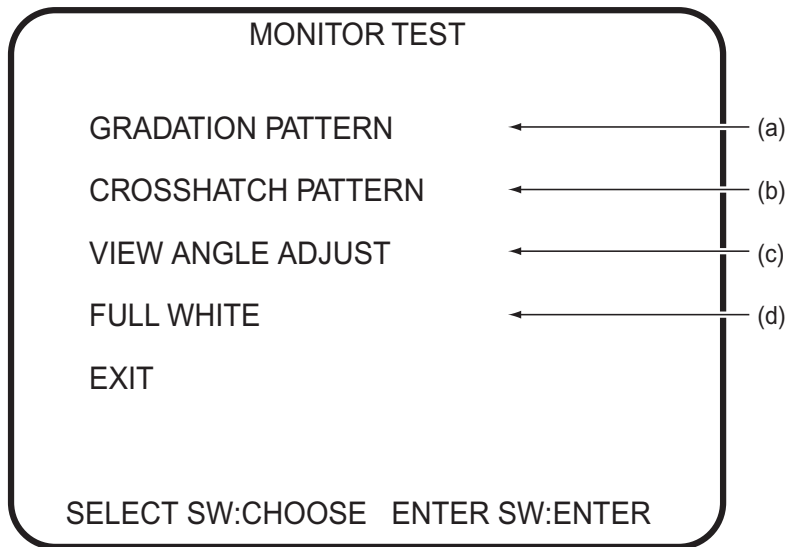 MONITOR TEST
GRADATION PATTERN (a)
CROSSHATCH PATTERN (b)
VIEW ANGLE ADJUST (c)
FULL WHITE (d)
EXIT
SELECT SW:CHOOSE ENTER SW:ENTER